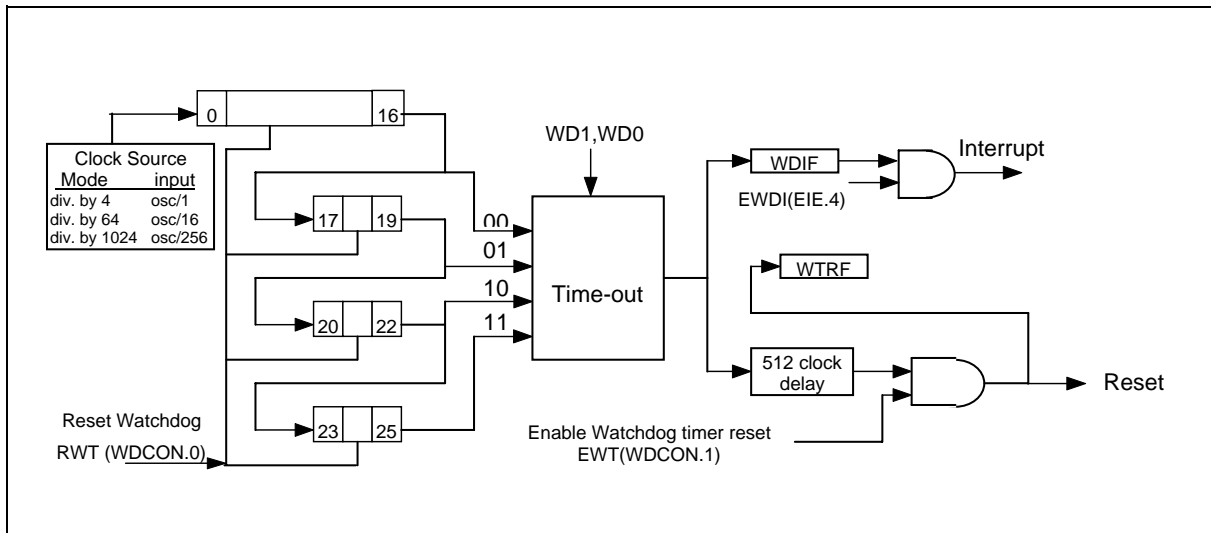 0 16
Clock Source
Mode input
div. by 4 osc/1
div. by 64 osc/16
div. by 1024 osc/256
17 19
20 22
23 25
Reset Watchdog
RWT (WDCON.0)
WD1,WD0
00
01
10
11
Time-out
WDIF
EWDI(EIE.4)
Interrupt
WTRF
512 clock
delay
Enable Watchdog timer reset
EWT(WDCON.1)
Reset